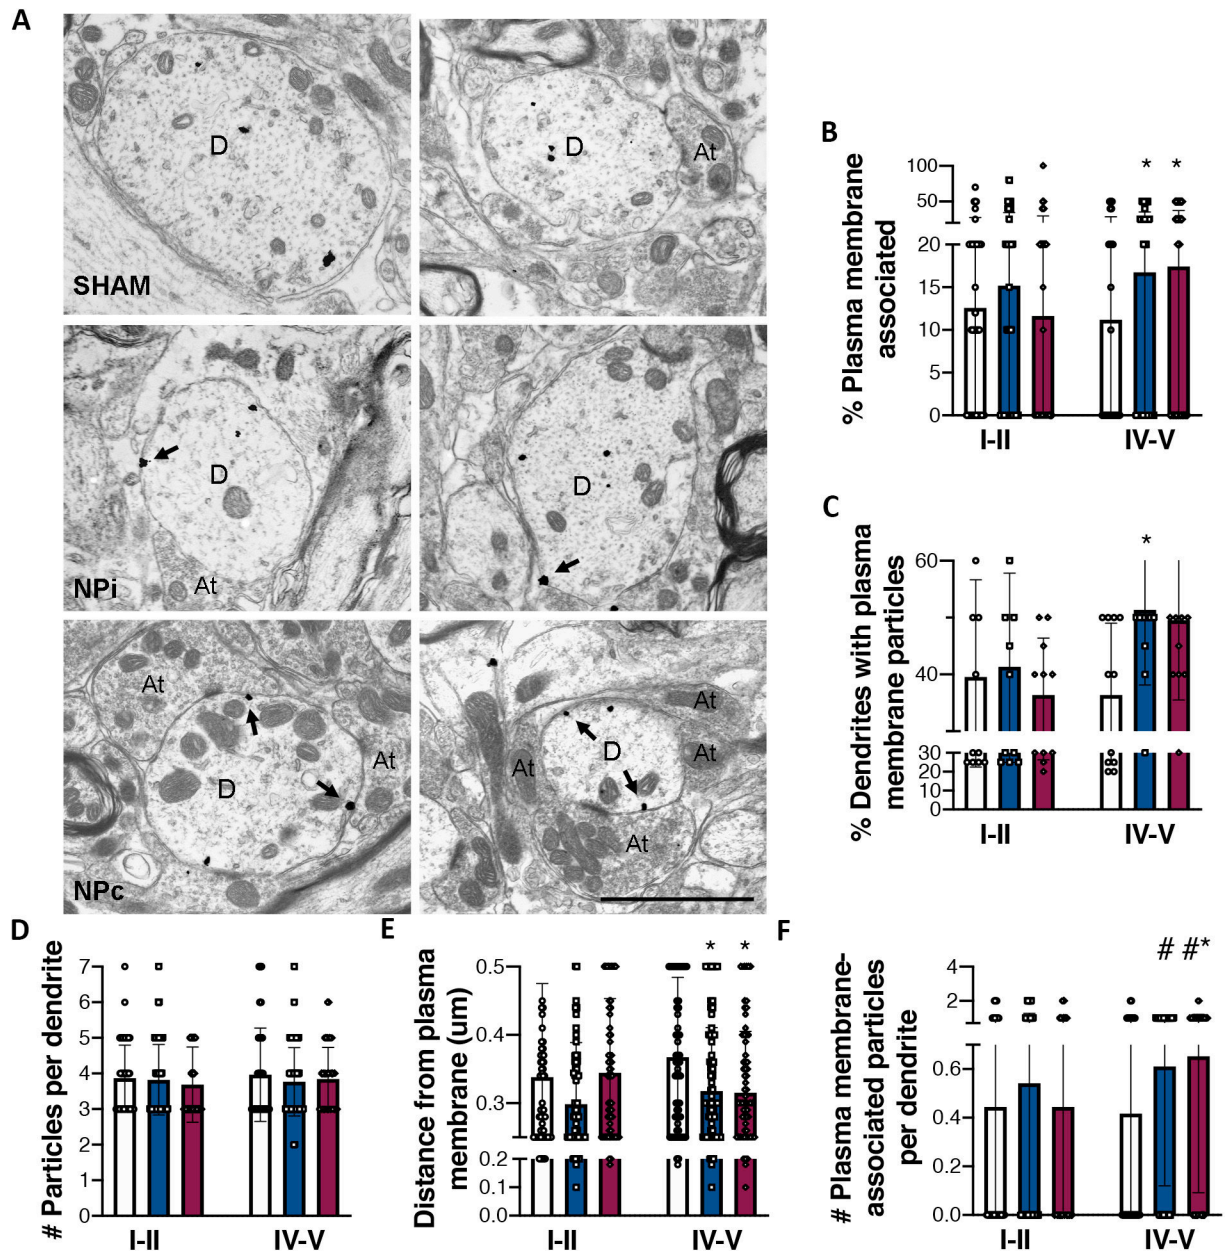 A
D
SHAM
D
At
D
NPi
At
D
At
D
At
NPc
At
D
At
At
At
B
% Plasma membrane
associated
100
50
20
15
10
5
0
* *
I-II
IV-V
C
% Dendrites with plasma
membrane particles
60
40
30
20
10
0
*
I-II
IV-V
D
# Particles per dendrite
7
6
5
4
3
2
1
0
I-II
IV-V
E
Distance from plasma
membrane (um)
0.5
0.4
0.3
0.2
0.1
0.0
* *
I-II
IV-V
F
# Plasma membrane-
associated particles
per dendrite
4
2
0.6
0.4
0.2
0.0
# #*
I-II
IV-V